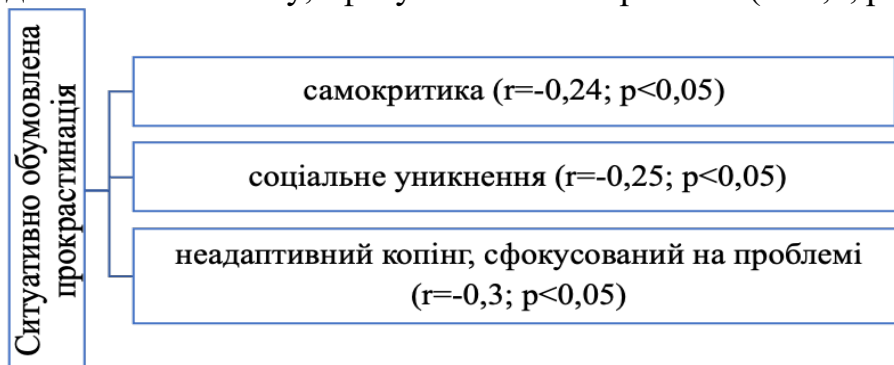 Ситуативно обумовлена
прокрастинація
самокритика (r=-0,24; p<0,05)
соціальне уникнення (r=-0,25; p<0,05)
неадаптивний копінг, сфокусований на проблемі
(r=-0,3; p<0,05)